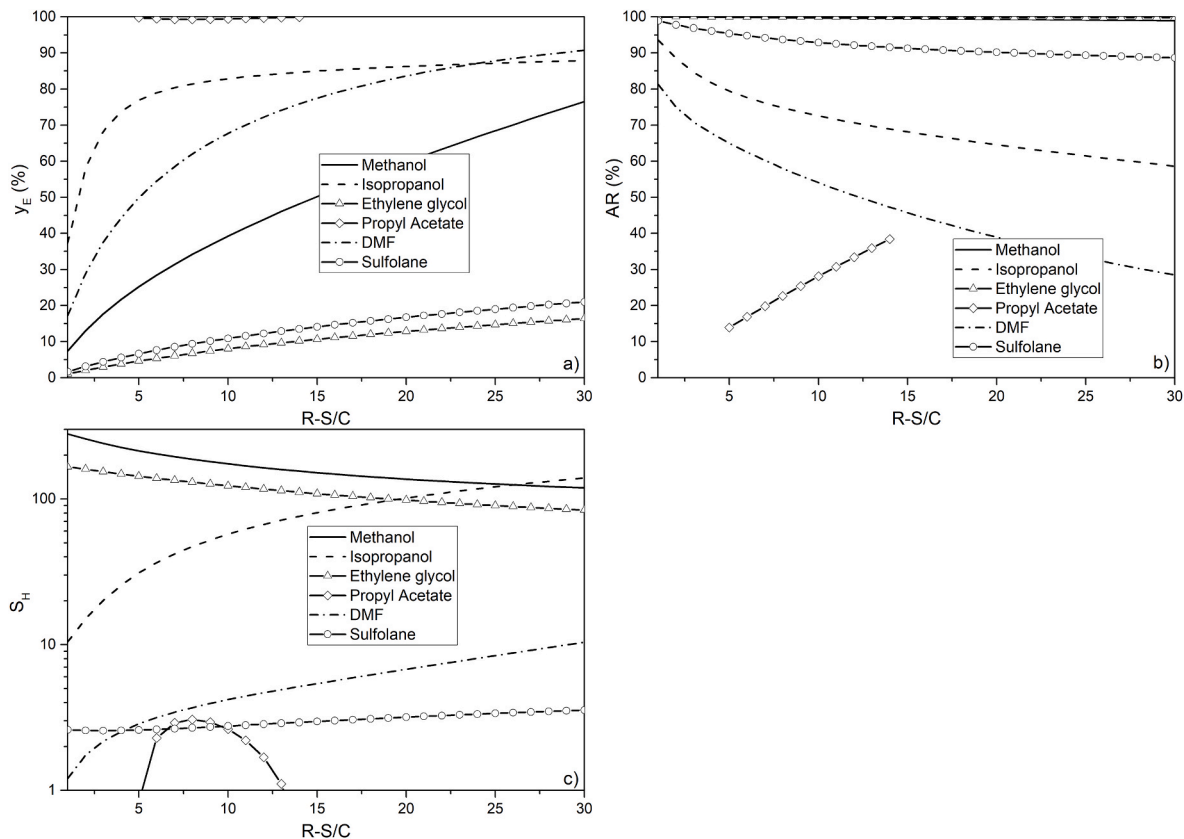 100
90
80
70
60
50
40
30
20
10
0
y_E (%)
Methanol
Isopropanol
Ethylene glycol
Propyl Acetate
DMF
Sulfolane
a)
5
10
15
20
25
30
R-S/C
100
90
80
70
60
50
40
30
20
10
0
AR (%)
Methanol
Isopropanol
Ethylene glycol
Propyl Acetate
DMF
Sulfolane
b)
5
10
15
20
25
30
R-S/C
100
10
1
S_H
Methanol
Isopropanol
Ethylene glycol
Propyl Acetate
DMF
Sulfolane
c)
5
10
15
20
25
30
R-S/C